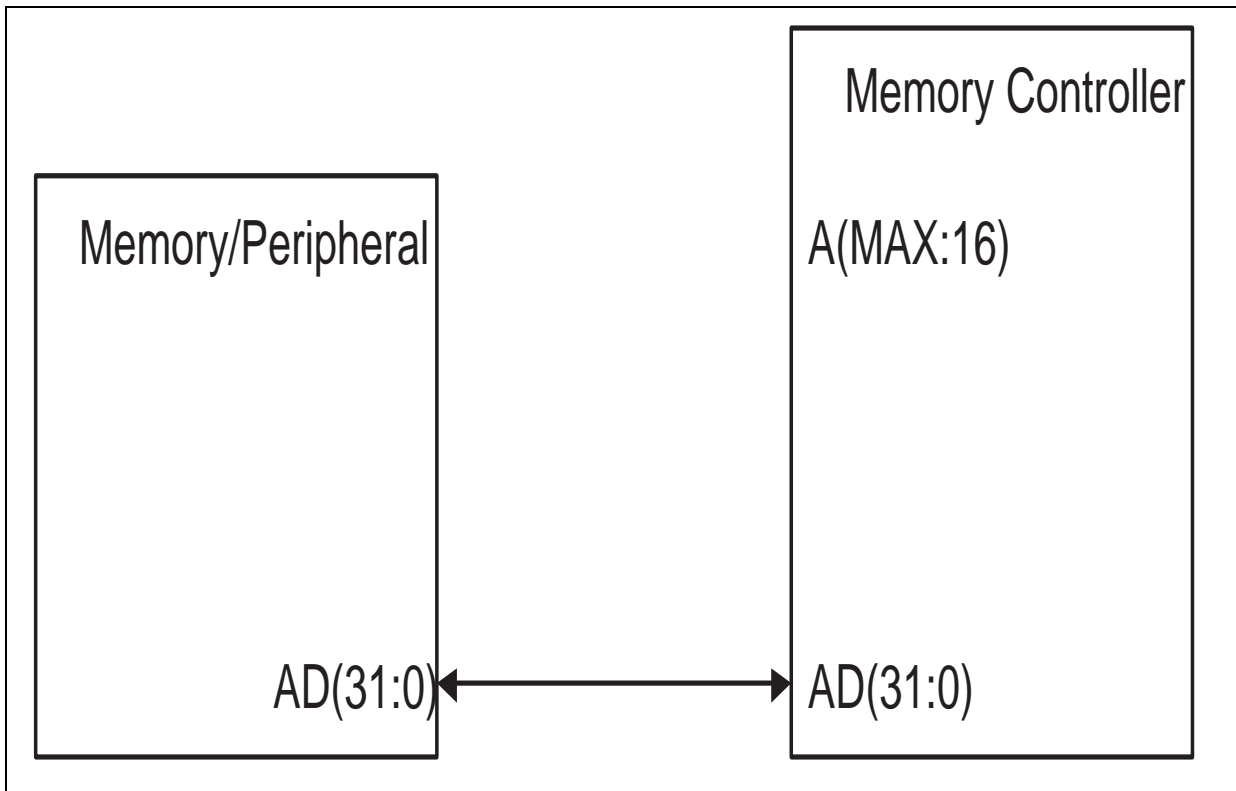 Memory Controller
Memory/Peripheral
A(MAX:16)
AD(31:0)
AD(31:0)